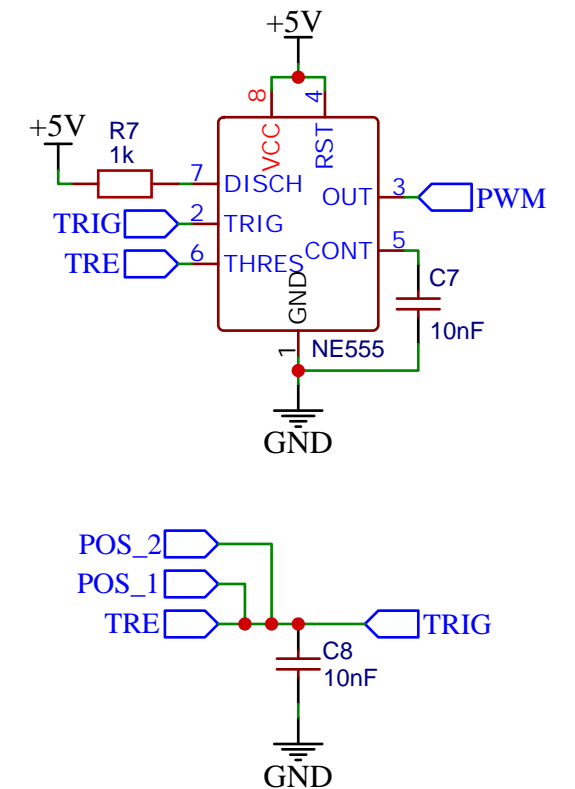 +5V
8
4
+5V
R7
1k
VCC
RST
7
DISCH
OUT
3
PWM
TRIG
2
TRIG
TRE
6
THRES
CONT
5
C7
10nF
GND
1
NE555
GND
POS_2
POS_1
TRE
TRIG
C8
10nF
GND